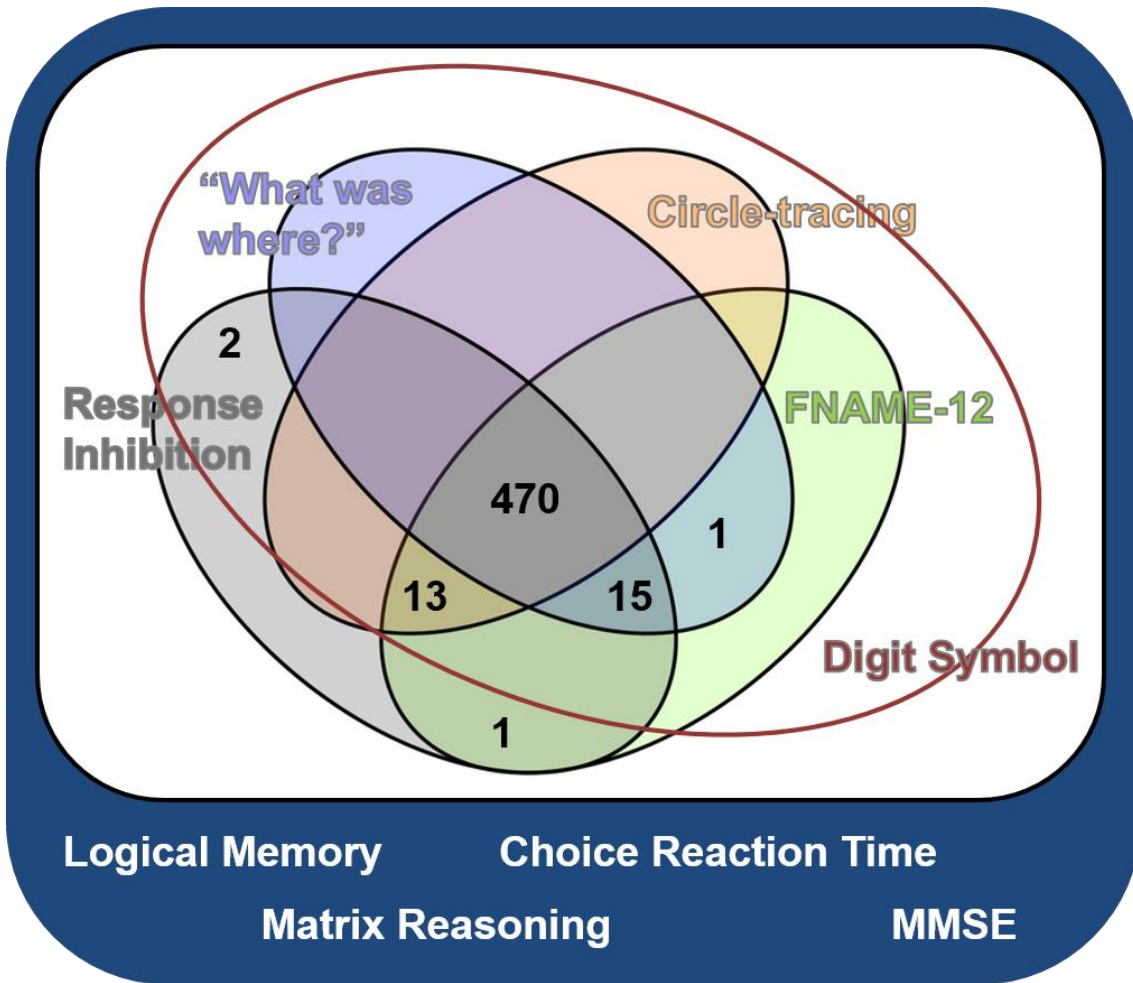 “What was
where?”
Circle-tracing
2
Response
Inhibition
FNAME-12
470
1
13
15
Digit Symbol
1
Logical Memory
Choice Reaction Time
Matrix Reasoning
MMSE